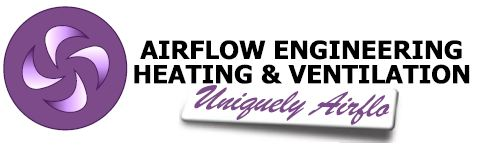 AIRFLOW ENGINEERING
HEATING & VENTILATION
Uniquely Airflo